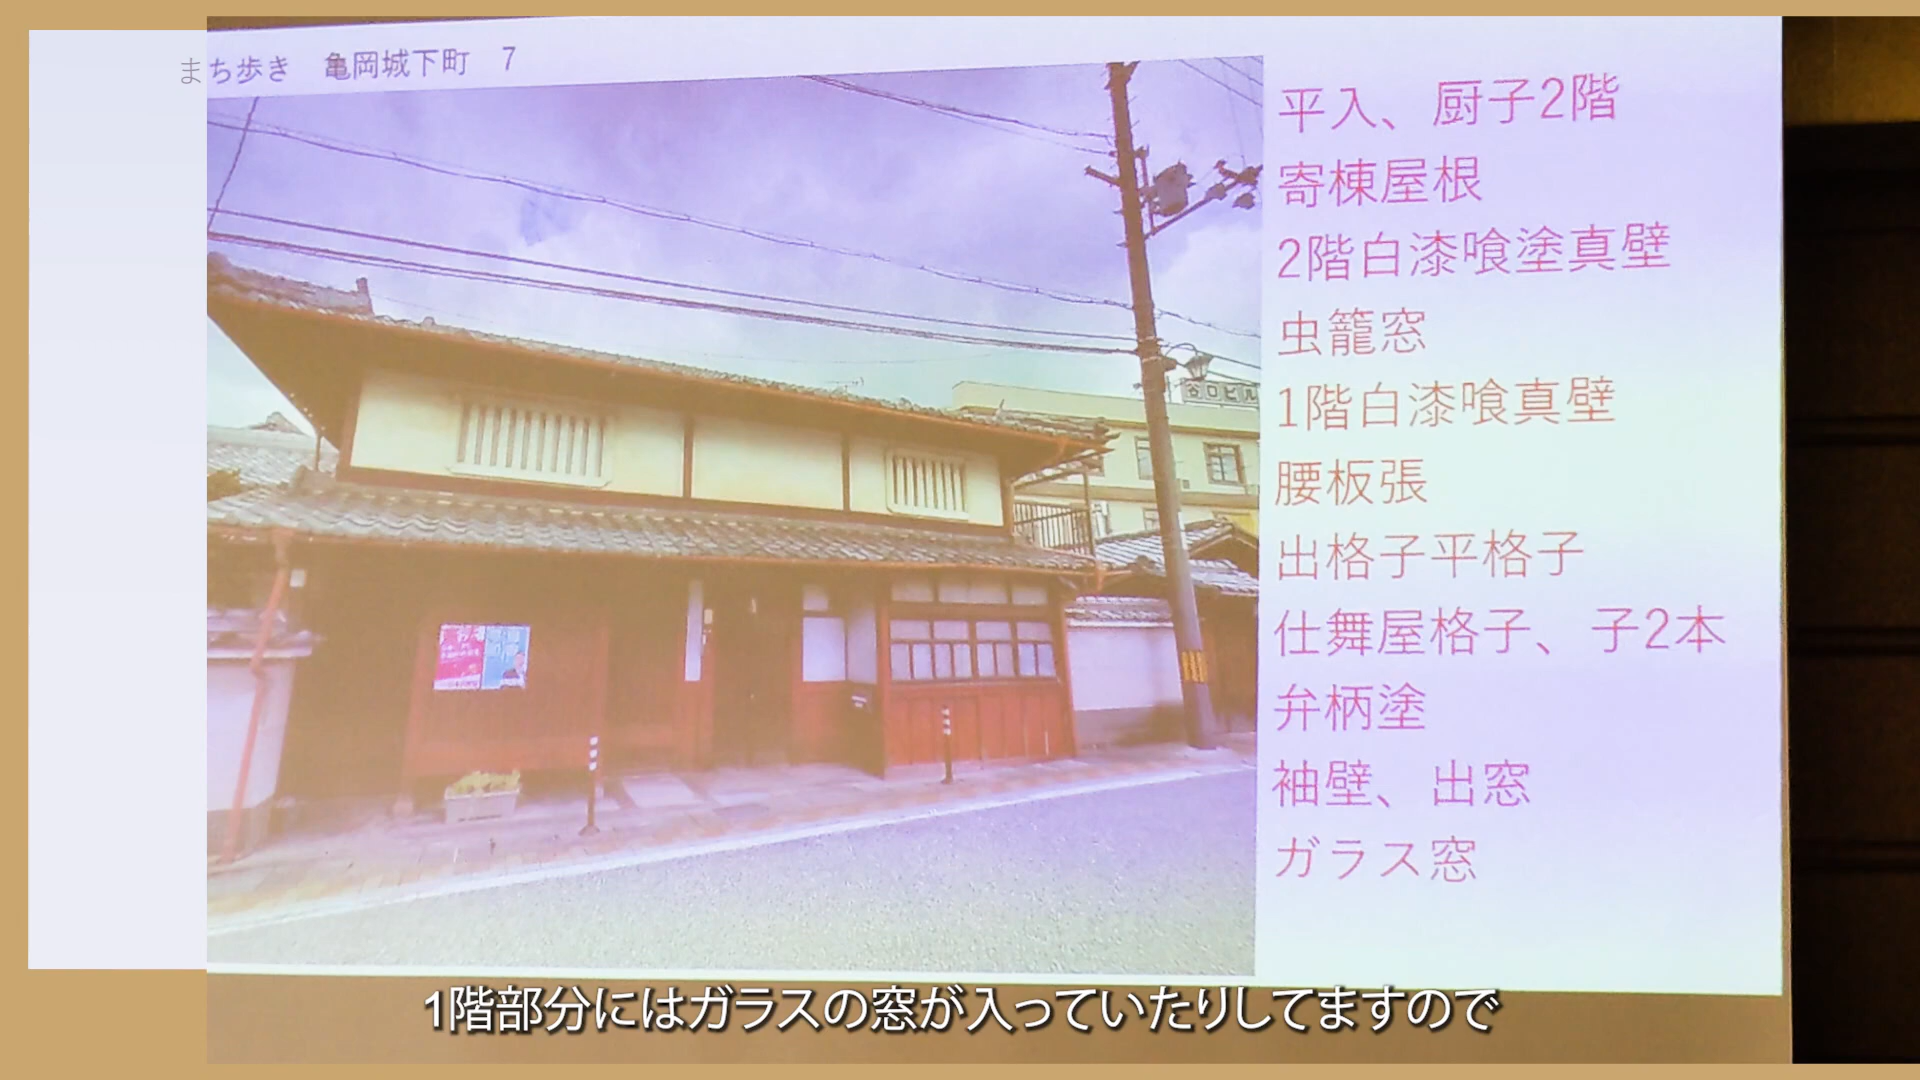 まち歩き 亀岡城下町 7
平入、厨子2階
寄棟屋根
2階白漆喰塗真壁
虫籠窓
1階白漆喰真壁
腰板張
出格子平格子
仕舞屋格子、子2本
弁柄塗
袖壁、出窓
ガラス窓
谷口ビル
1階部分にはガラスの窓が入っていたりしてますので